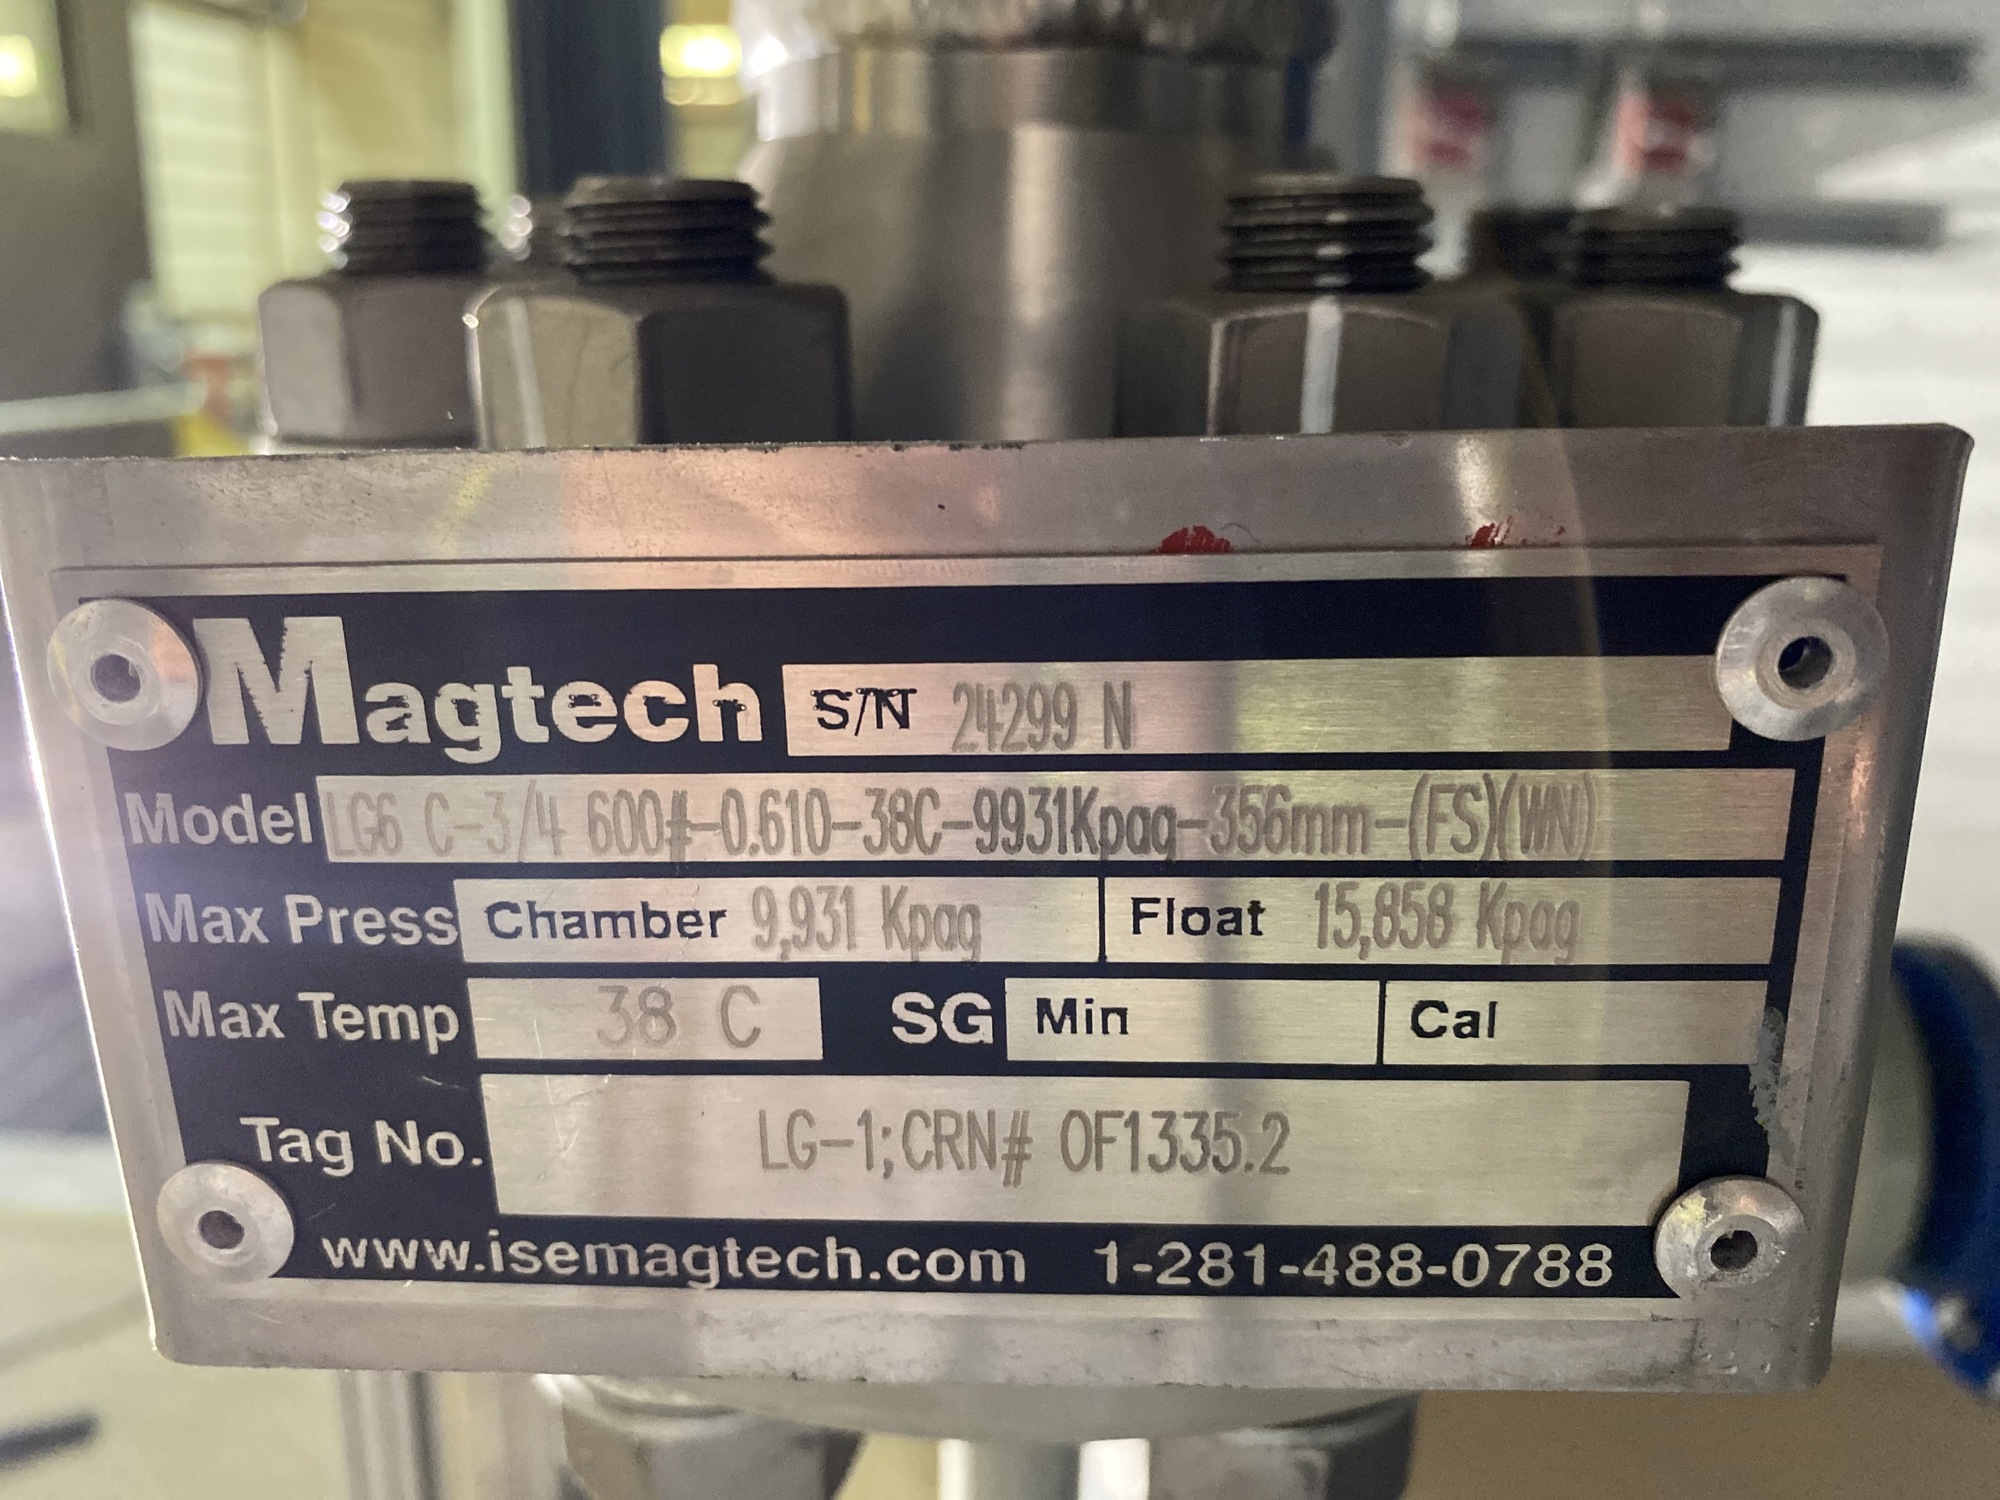 Magtech S/N 24299 N
Model LG6 C-3/4 600#-0.610-38C-9931Kpag-356mm-(FS)(WN)
Max Press Chamber 9,931 Kpag Float 15,858 Kpag
Max Temp 38 C SG Min Cal
Tag No. LG-1;CRN# 0F1335.2
www.isemagtech.com 1-281-488-0788